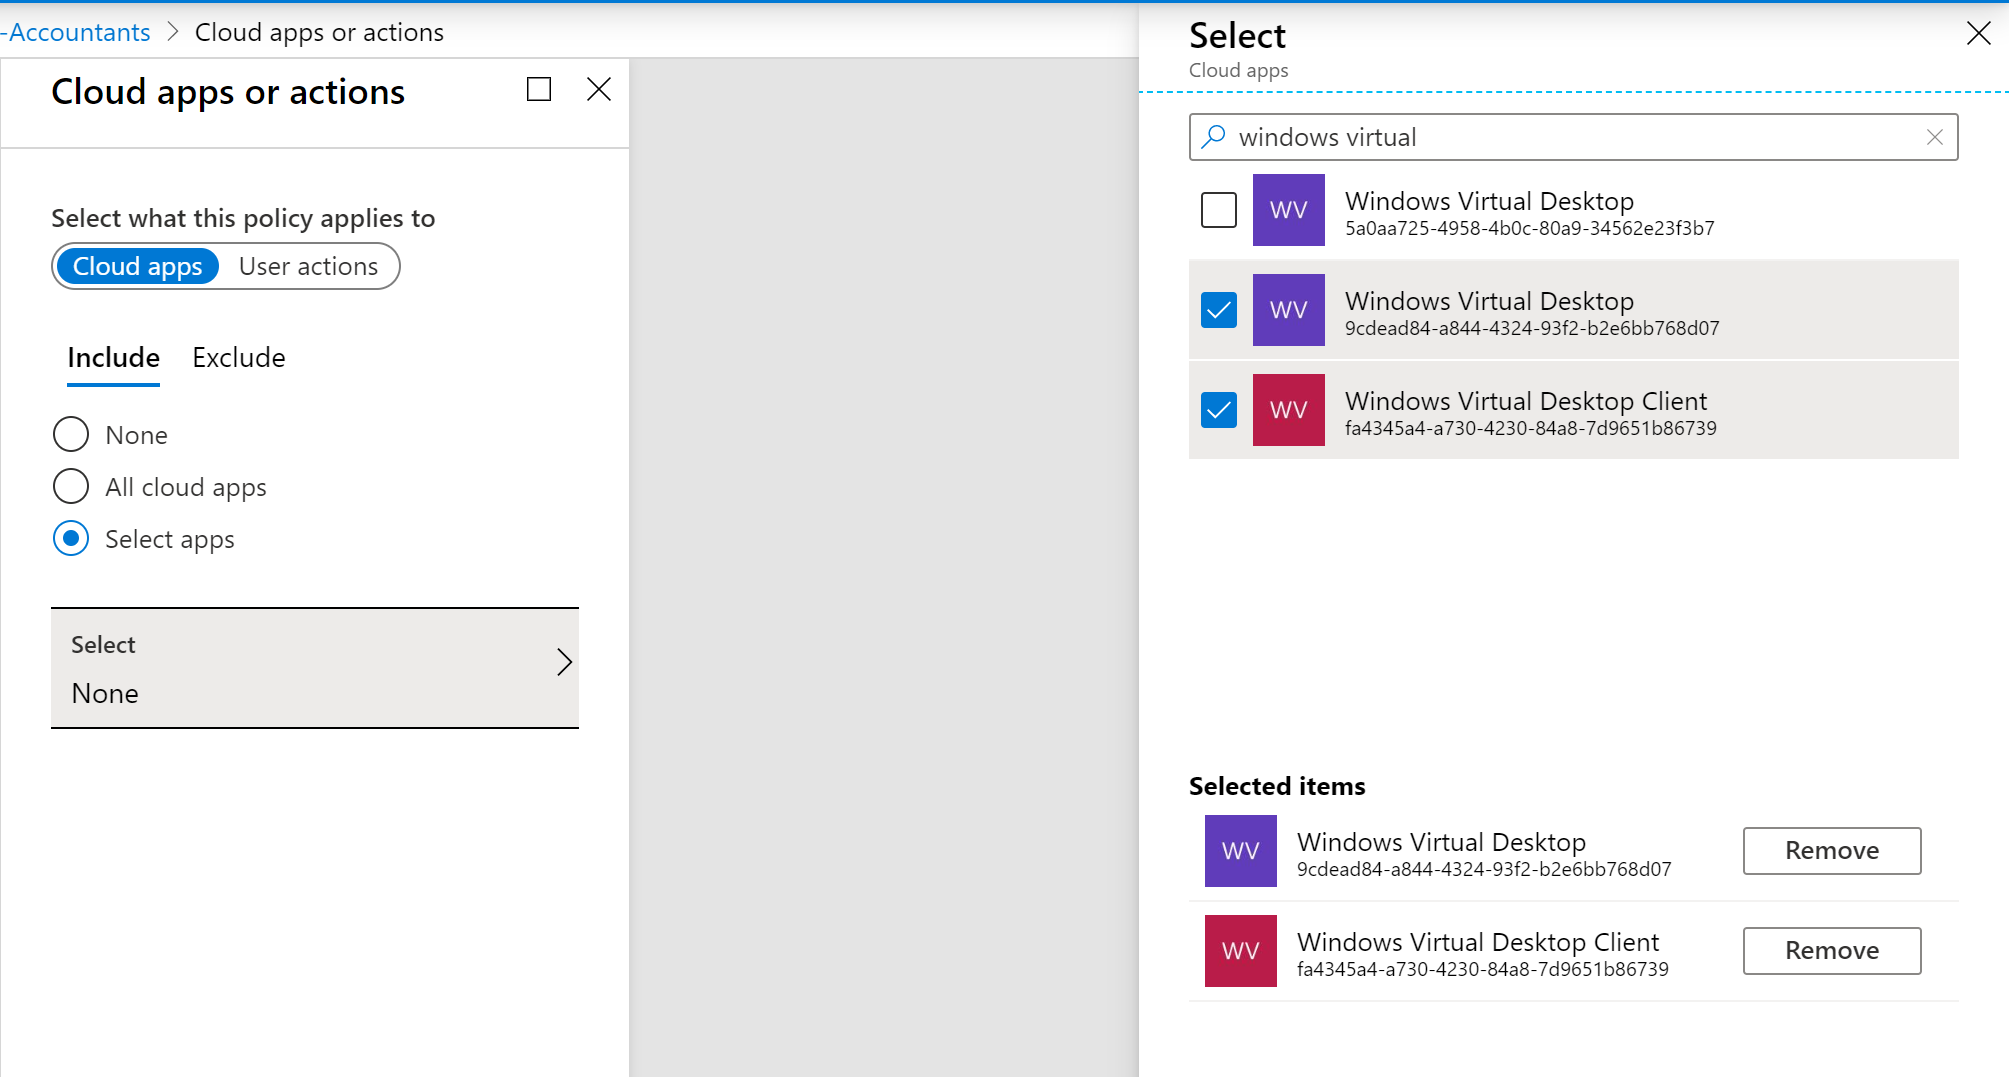 -Accountants > Cloud apps or actions
Cloud apps or actions
Select what this policy applies to
Cloud apps User actions
Include Exclude
None
All cloud apps
Select apps
Select
None
Select
Cloud apps
windows virtual
WV
Windows Virtual Desktop
5a0aa725-4958-4b0c-80a9-34562e23f3b7
WV
Windows Virtual Desktop
9cdead84-a844-4324-93f2-b2e6bb768d07
WV
Windows Virtual Desktop Client
fa4345a4-a730-4230-84a8-7d9651b86739
Selected items
WV
Windows Virtual Desktop
9cdead84-a844-4324-93f2-b2e6bb768d07
Remove
WV
Windows Virtual Desktop Client
fa4345a4-a730-4230-84a8-7d9651b86739
Remove